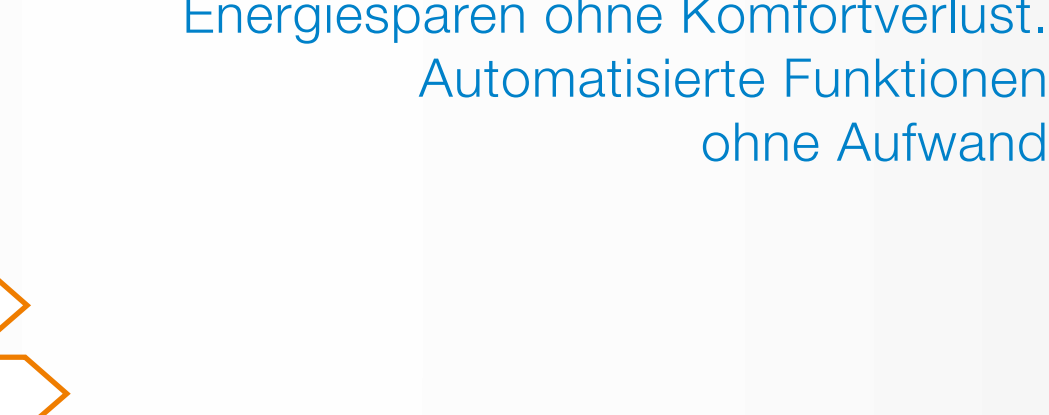 Energiesparen ohne Komfortverlust.
Automatisierte Funktionen
ohne Aufwand